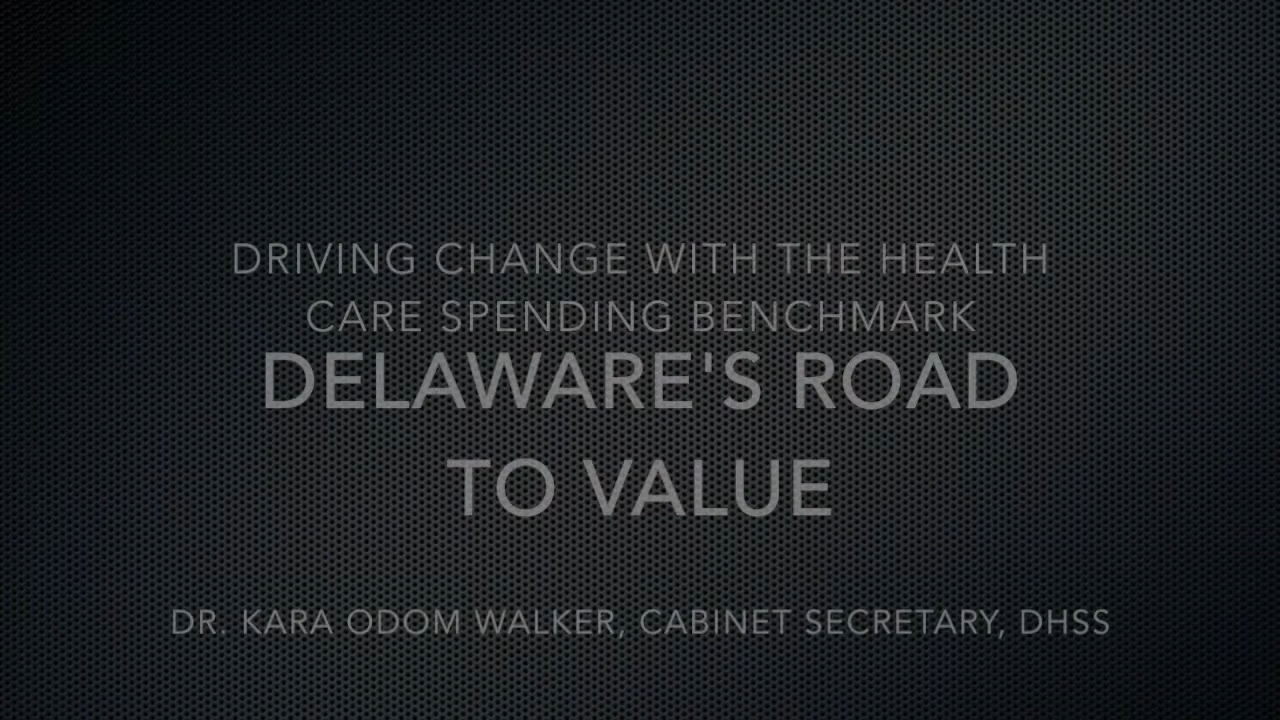 DRIVING CHANGE WITH THE HEALTH
CARE SPENDING BENCHMARK
DELAWARE'S ROAD
TO VALUE
DR. KARA ODOM WALKER, CABINET SECRETARY, DHSS